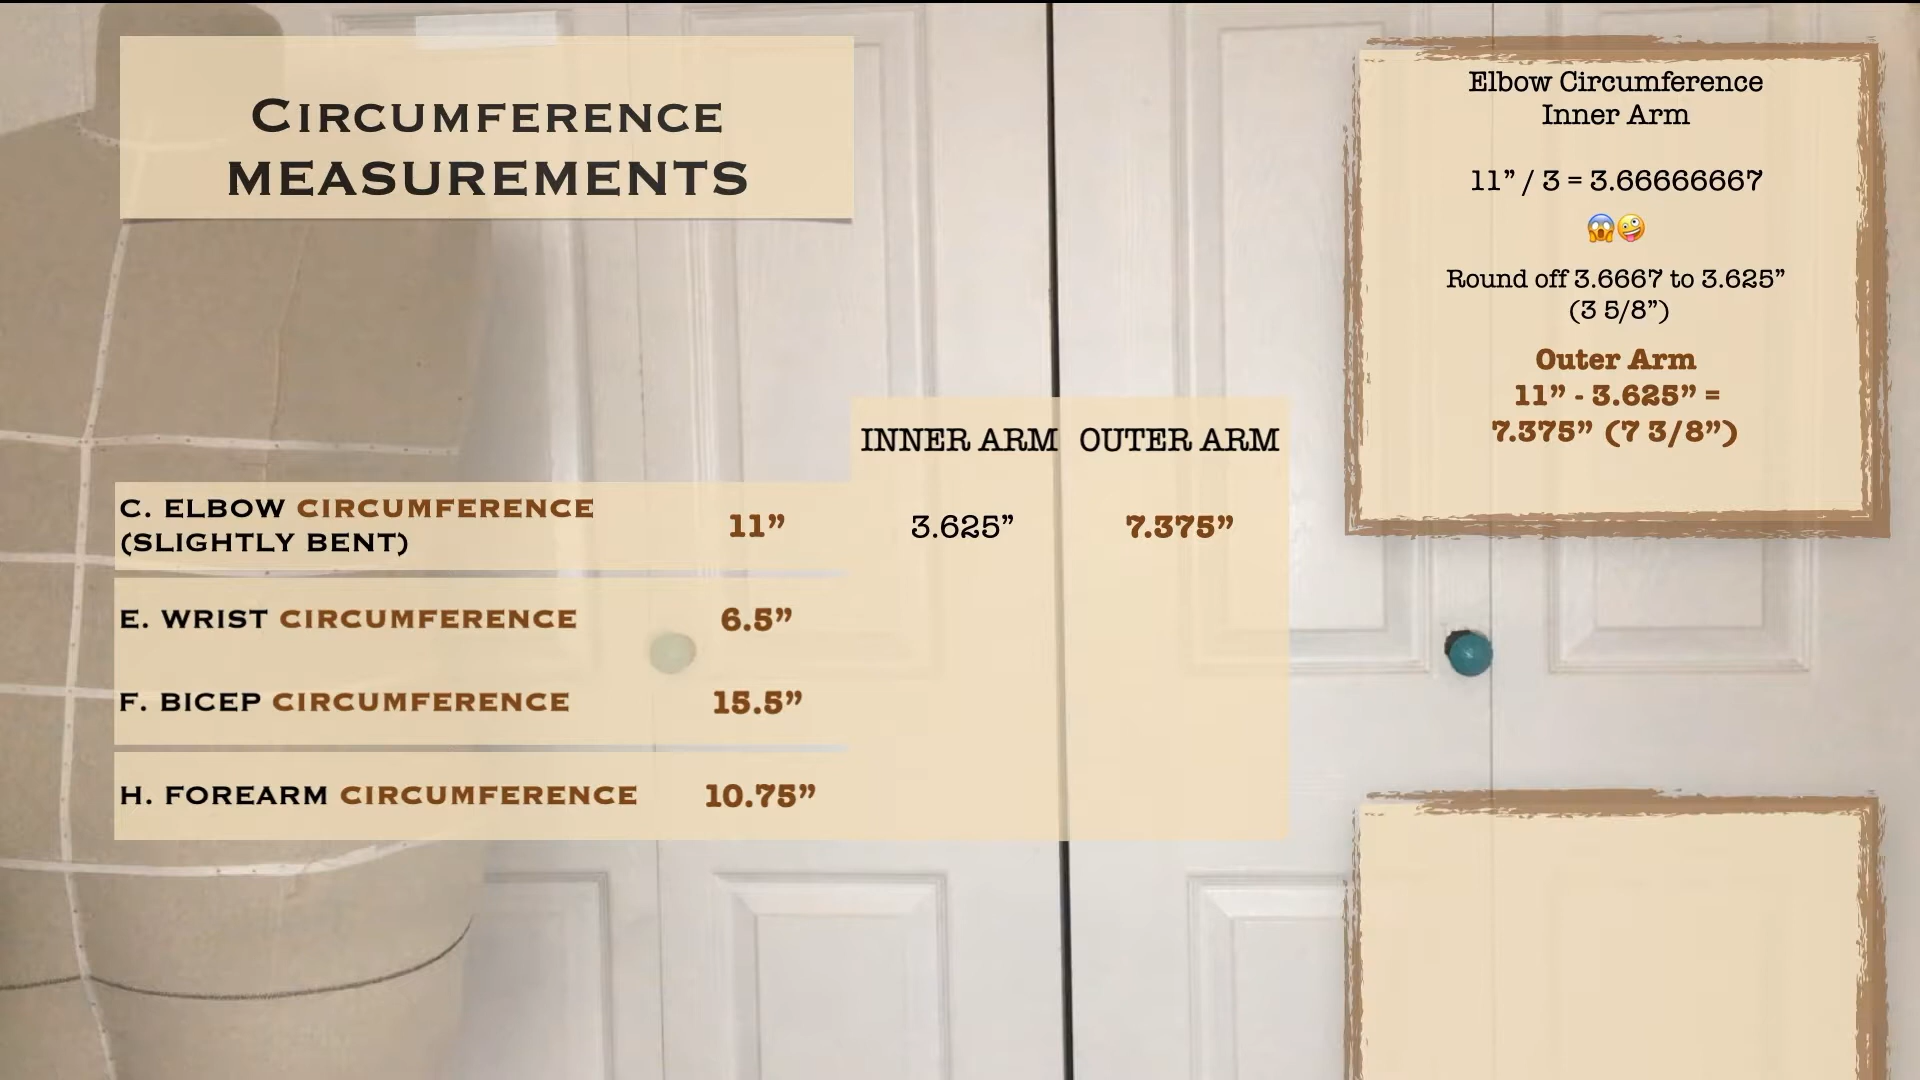 Circumference
MEASUREMENTS
INNER ARM OUTER ARM
C. ELBOW CIRCUMFERENCE
(SLIGHTLY BENT)
11” 3.625” 7.375”
E. WRIST CIRCUMFERENCE 6.5”
F. BICEP CIRCUMFERENCE 15.5”
H. FOREARM CIRCUMFERENCE 10.75”
Elbow Circumference
Inner Arm
11” / 3 = 3.66666667
😱🤪
Round off 3.6667 to 3.625”
(3 5/8”)
Outer Arm
11” - 3.625” =
7.375” (7 3/8”)